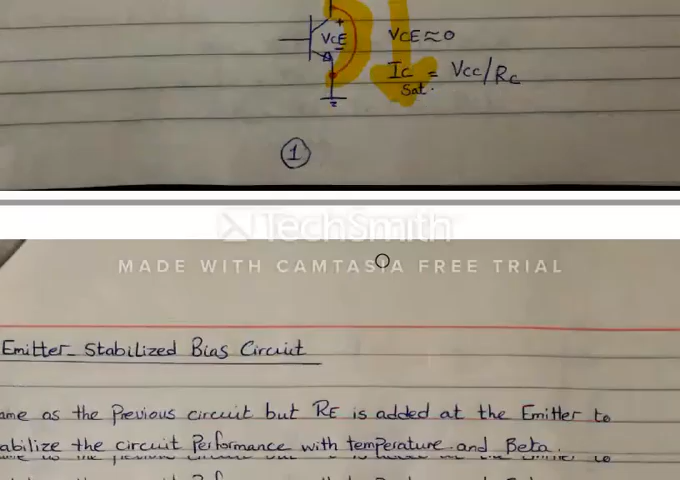 +
VCE VCE≈0
IC Sat. = VCC/RC
1
TechSmith
MADE WITH CAMTASIA FREE TRIAL
Emitter_ Stabilized Bias Circuit
ame as the Previous circuit but RE is added at the Emitter to
abilize the circuit Performance with temperature and Beta.